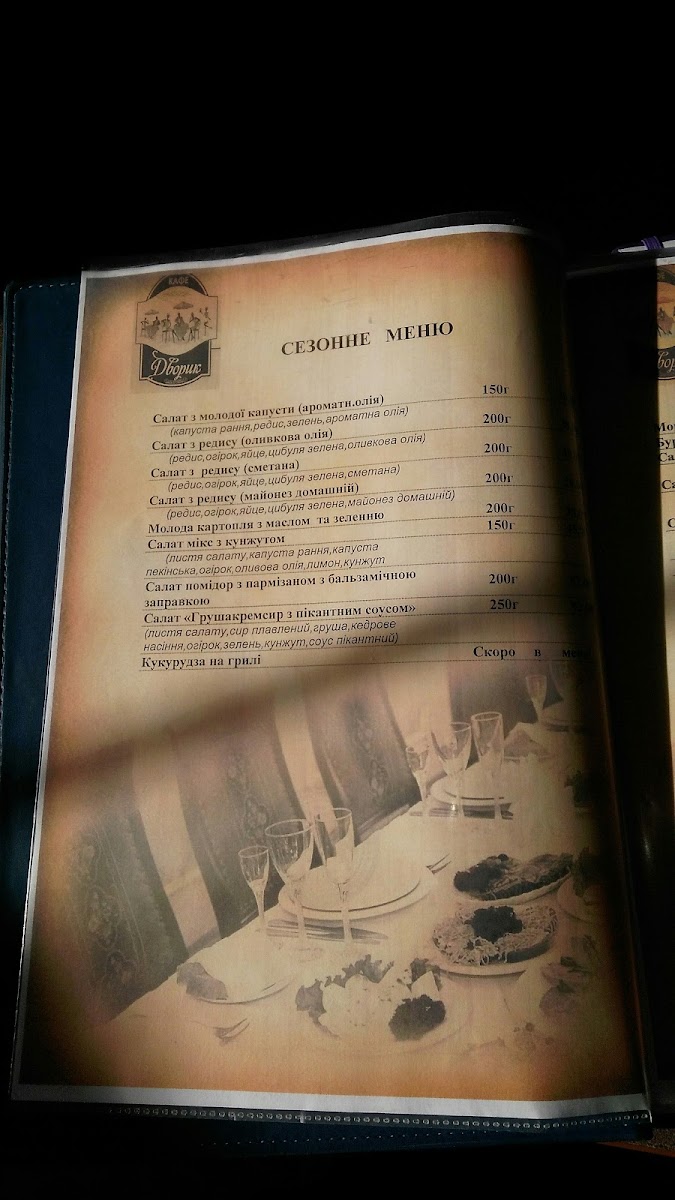 КАФЕ
Дворик
СЕЗОННЕ МЕНЮ
Салат з молодої капусти (аромати.олія) 150г
(капуста рання,редис,зелень,ароматна олія)
Салат з редису (оливкова олія) 200г
(редис,огірок,яйце,цибуля зелена,оливкова олія)
Салат з редису (сметана) 200г
(редис,огірок,яйце,цибуля зелена,сметана)
Салат з редису (майонез домашній) 200г
(редис,огірок,яйце,цибуля зелена,майонез домашній)
Молода картопля з маслом та зеленню 200г
Салат мікс з кунжутом 150г
(листя салату,капуста рання,капуста
пекінська,огірок,оливова олія,лимон,кунжут
Салат помідор з пармізаном з бальзамічною
заправкою 200г
Салат «Грушакремсир з пікантним соусом» 250г
(листя салату,сир плавлений,груша,кедрове
насіння,огірок,зелень,кунжут,соус пікантний)
Кукурудза на грилі Скоро в